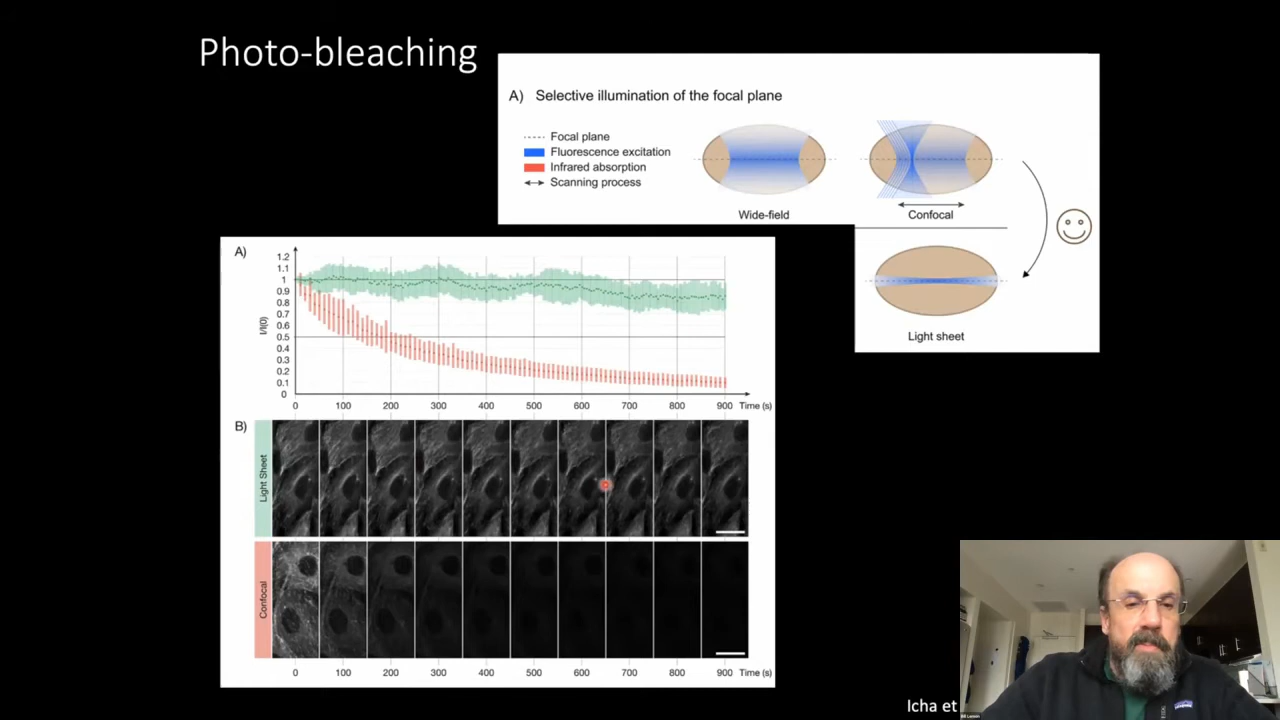 Photo-bleaching
A) Selective illumination of the focal plane
Focal plane
Fluorescence excitation
Infrared absorption
Scanning process
Wide-field
Confocal
Light sheet
A)
1.2
1.1
1
0.9
0.8
0.7
0.6
0.5
0.4
0.3
0.2
0.1
0
I/I(0)
0 100 200 300 400 500 600 700 800 900 Time (s)
B)
Light Sheet
Confocal
0 100 200 300 400 500 600 700 800 900 Time (s)
Icha et